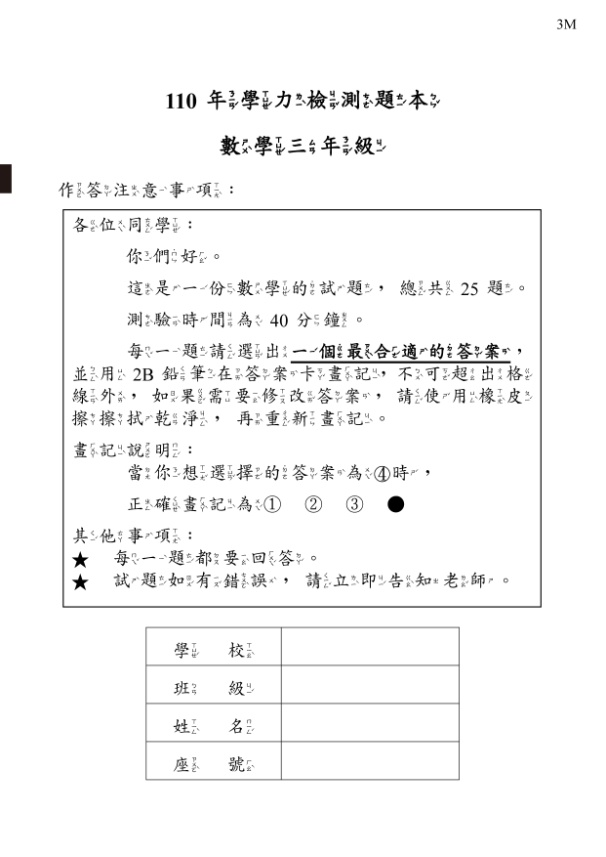 3M
110 年學力檢測題本
數學三年級
作答注意事項：
各位同學：
你們好。
這是一份數學的試題，總共 25 題。
測驗時間為 40 分鐘。
每一題請選出一個最合適的答案，
並用 2B 鉛筆在答案卡畫記，不可超出格
線外，如果需要修改答案，請使用橡皮
擦擦拭乾淨，再重新畫記。
畫記說明：
當你想選擇的答案為④時，
正確畫記為① ② ③ ●
其他事項：
★ 每一題都要回答。
★ 試題如有錯誤，請立即告知老師。
學 校
班 級
姓 名
座 號